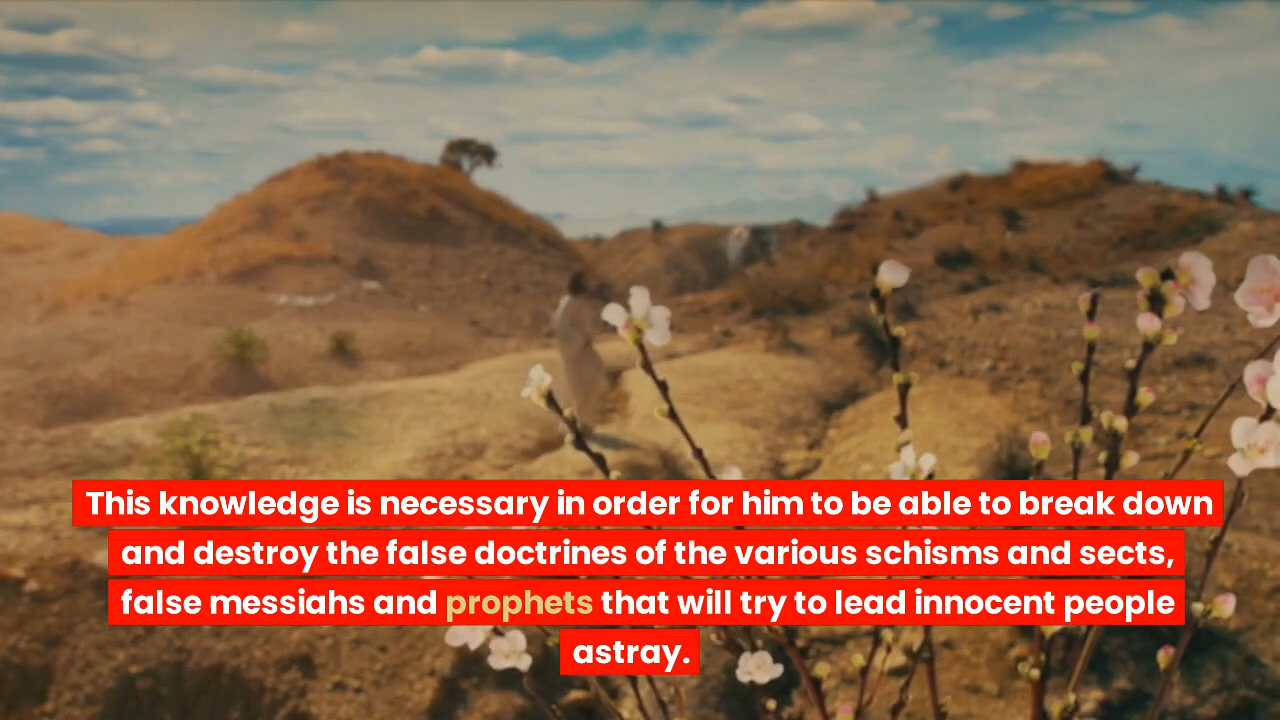 This knowledge is necessary in order for him to be able to break down
and destroy the false doctrines of the various schisms and sects,
false messiahs and prophets that will try to lead innocent people
astray.